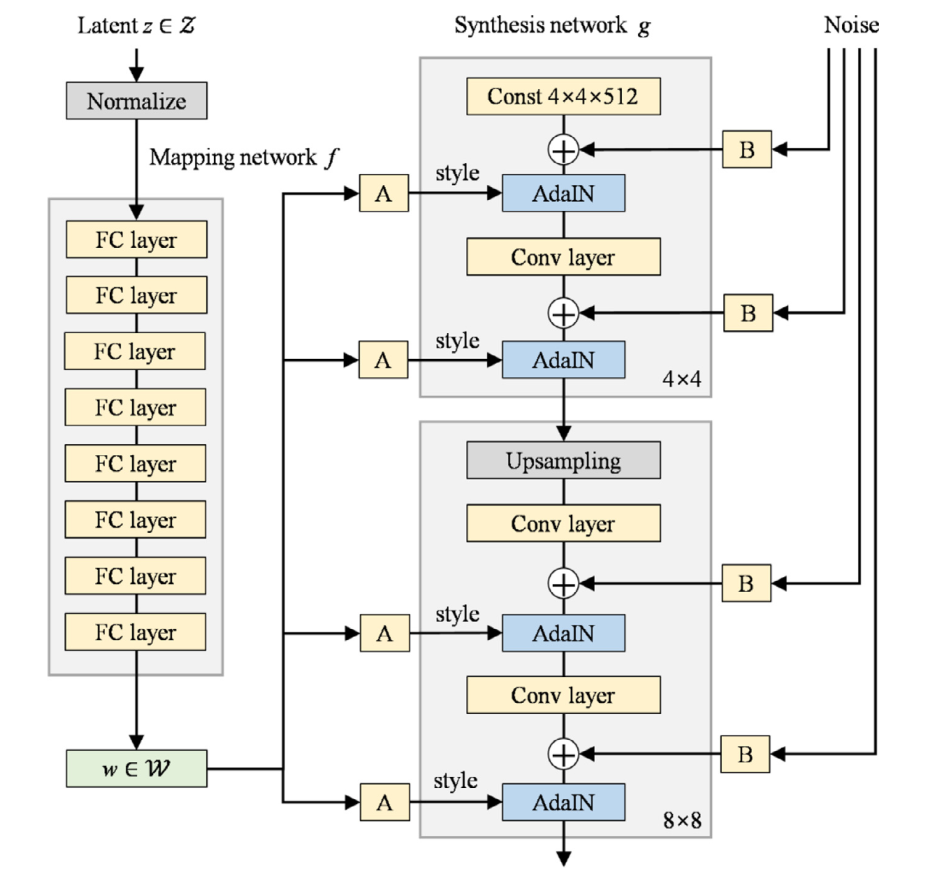 Latent z ∈ 𝒵
Normalize
Mapping network f
FC layer
FC layer
FC layer
FC layer
FC layer
FC layer
FC layer
FC layer
w ∈ 𝒲
A
style
A
style
A
style
A
style
Synthesis network g
Const 4×4×512
AdaIN
Conv layer
AdaIN
4×4
Upsampling
Conv layer
AdaIN
Conv layer
AdaIN
8×8
Noise
B
B
B
B